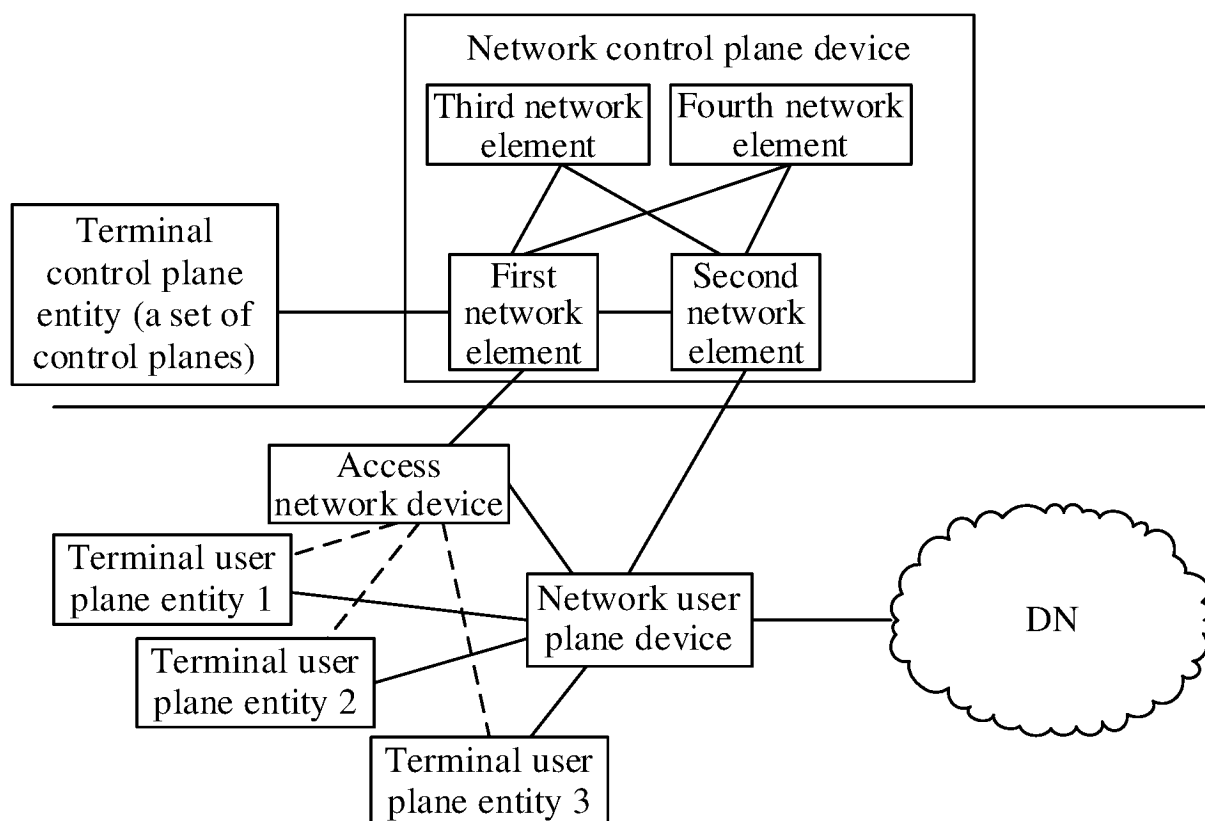 Network control plane device
Third network
element
Fourth network
element
Terminal
control plane
entity (a set of
control planes)
First
network
element
Second
network
element
Access
network device
Terminal user
plane entity 1
Network user
plane device
DN
Terminal user
plane entity 2
Terminal user
plane entity 3